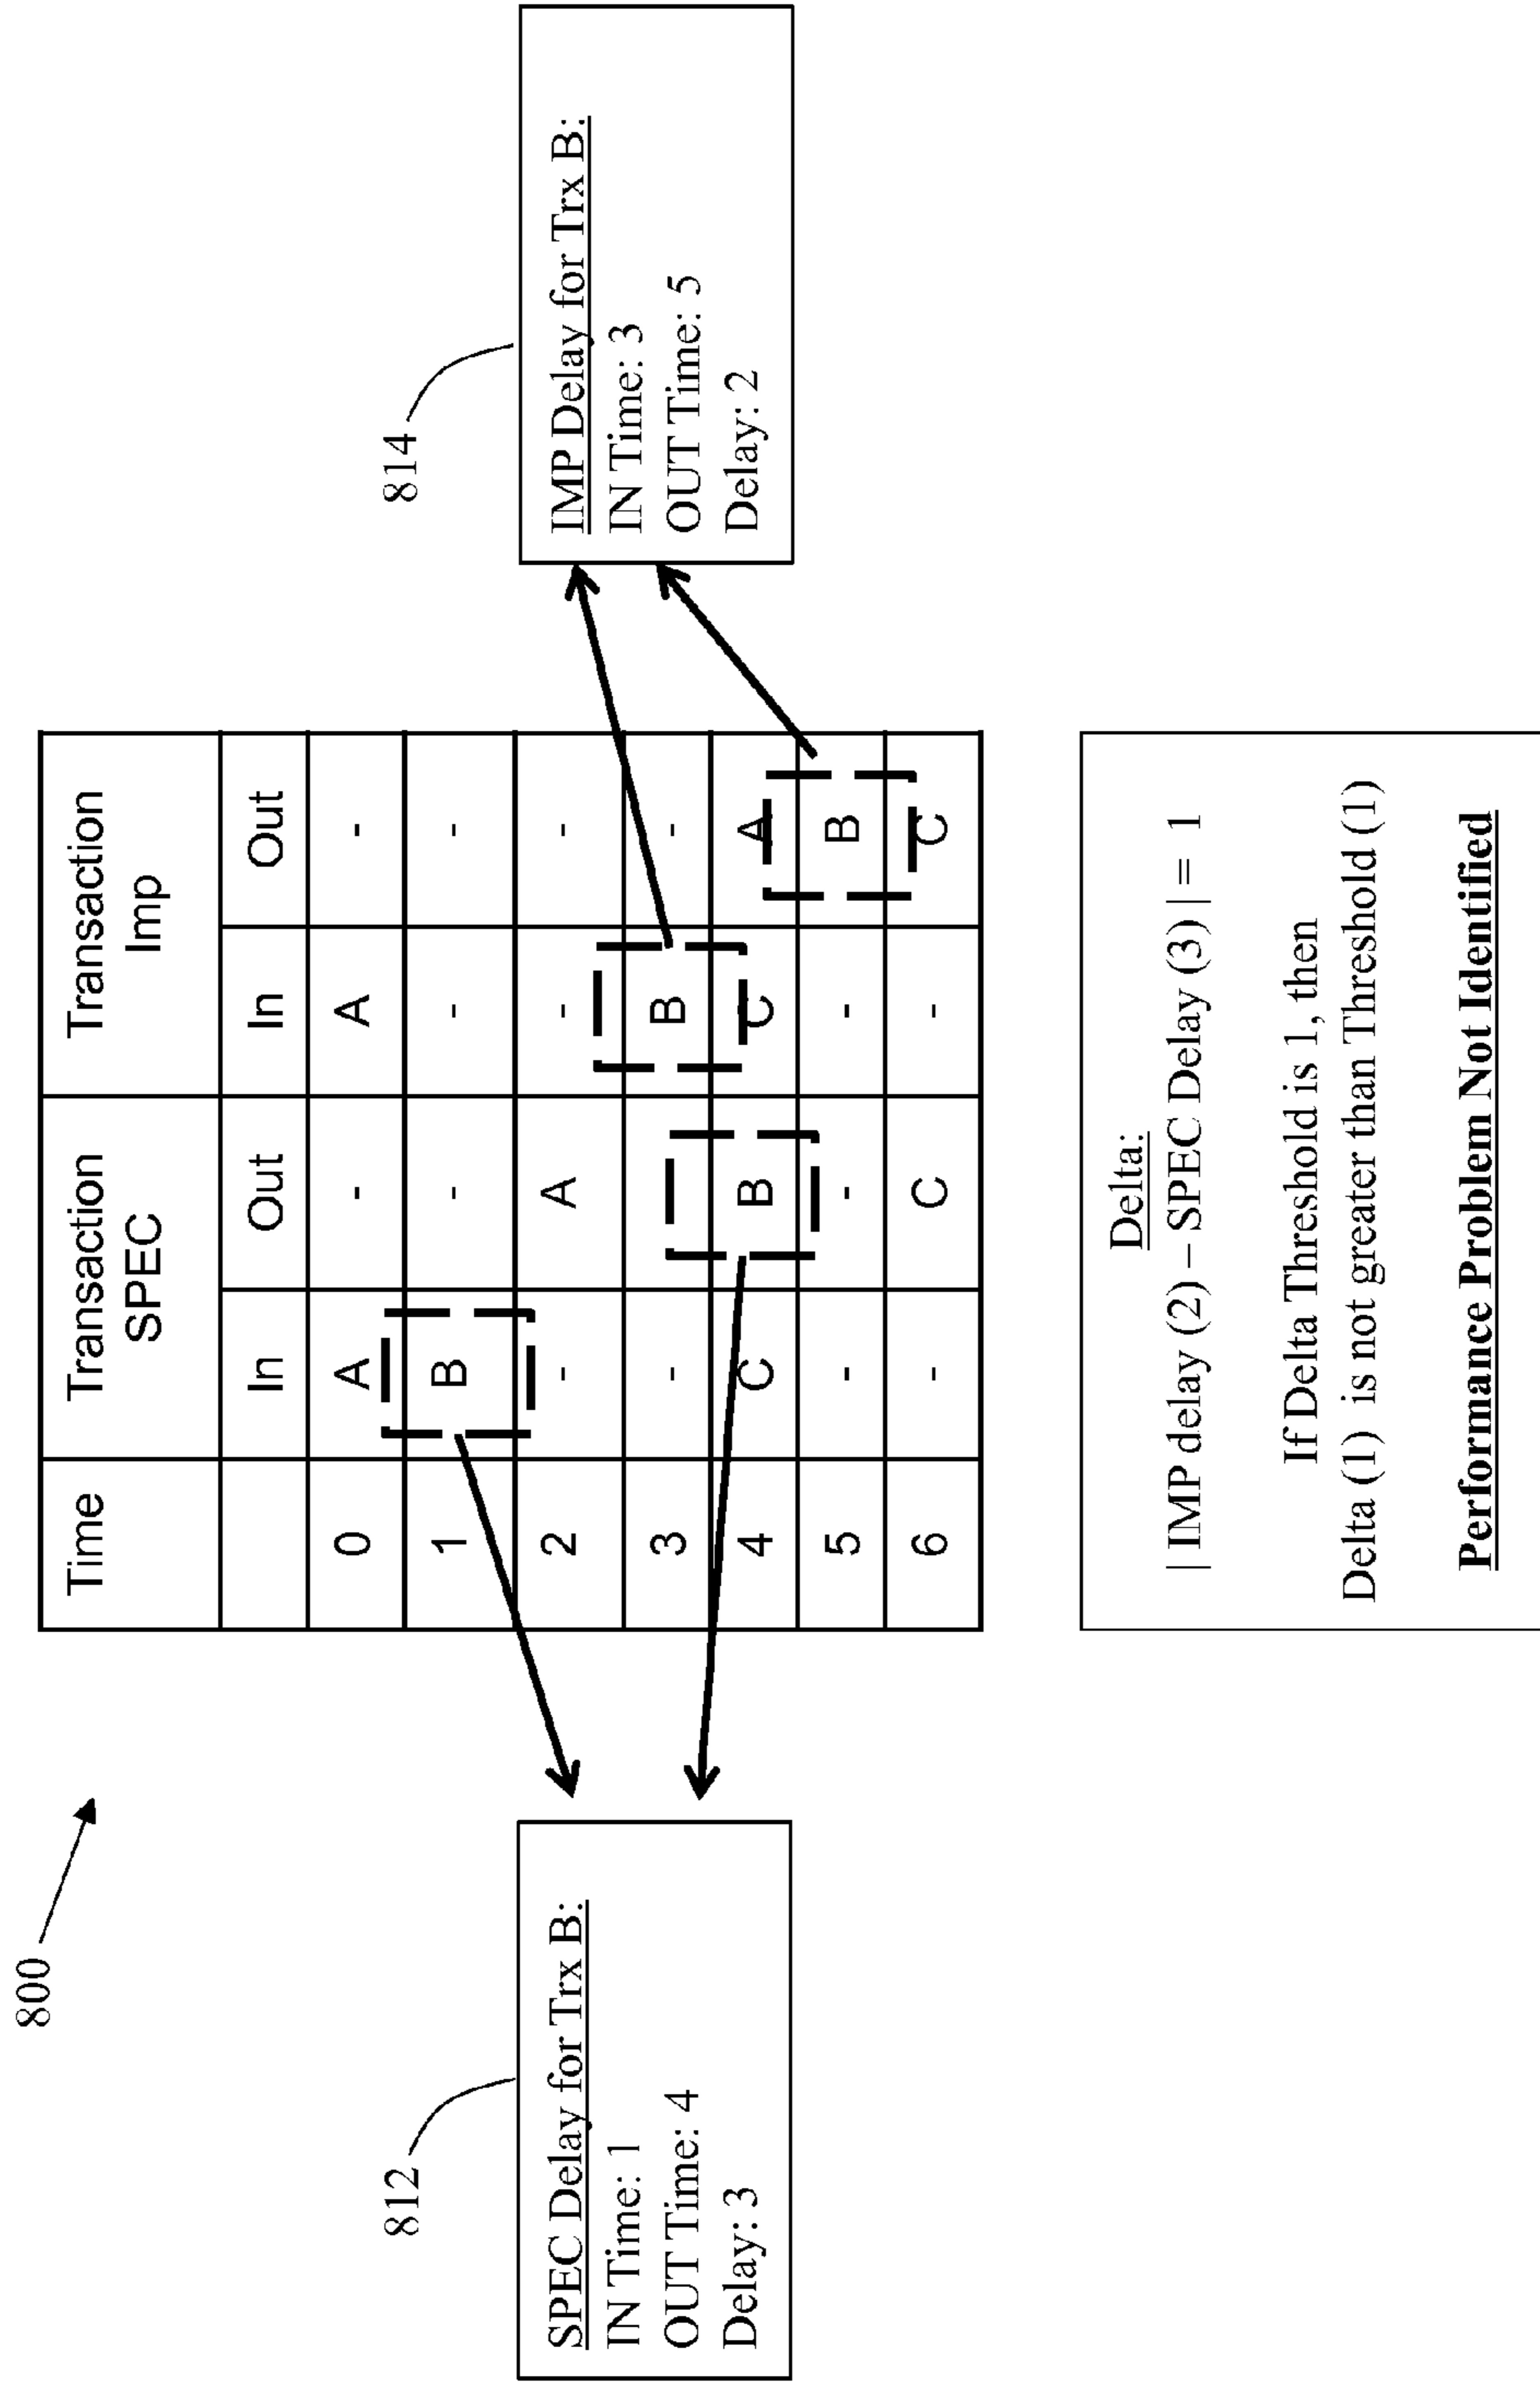 800
Time Transaction SPEC Transaction Imp
In Out In Out
0 A - A -
1 B - - -
2 - A - -
3 - B -
4 C B C A
5 - - - B
6 - C - C
812
SPEC Delay for Trx B:
IN Time: 1
OUT Time: 4
Delay: 3
814
IMP Delay for Trx B:
IN Time: 3
OUT Time: 5
Delay: 2
Delta:
| IMP delay (2) – SPEC Delay (3) | = 1
If Delta Threshold is 1, then
Delta (1) is not greater than Threshold (1)
Performance Problem Not Identified